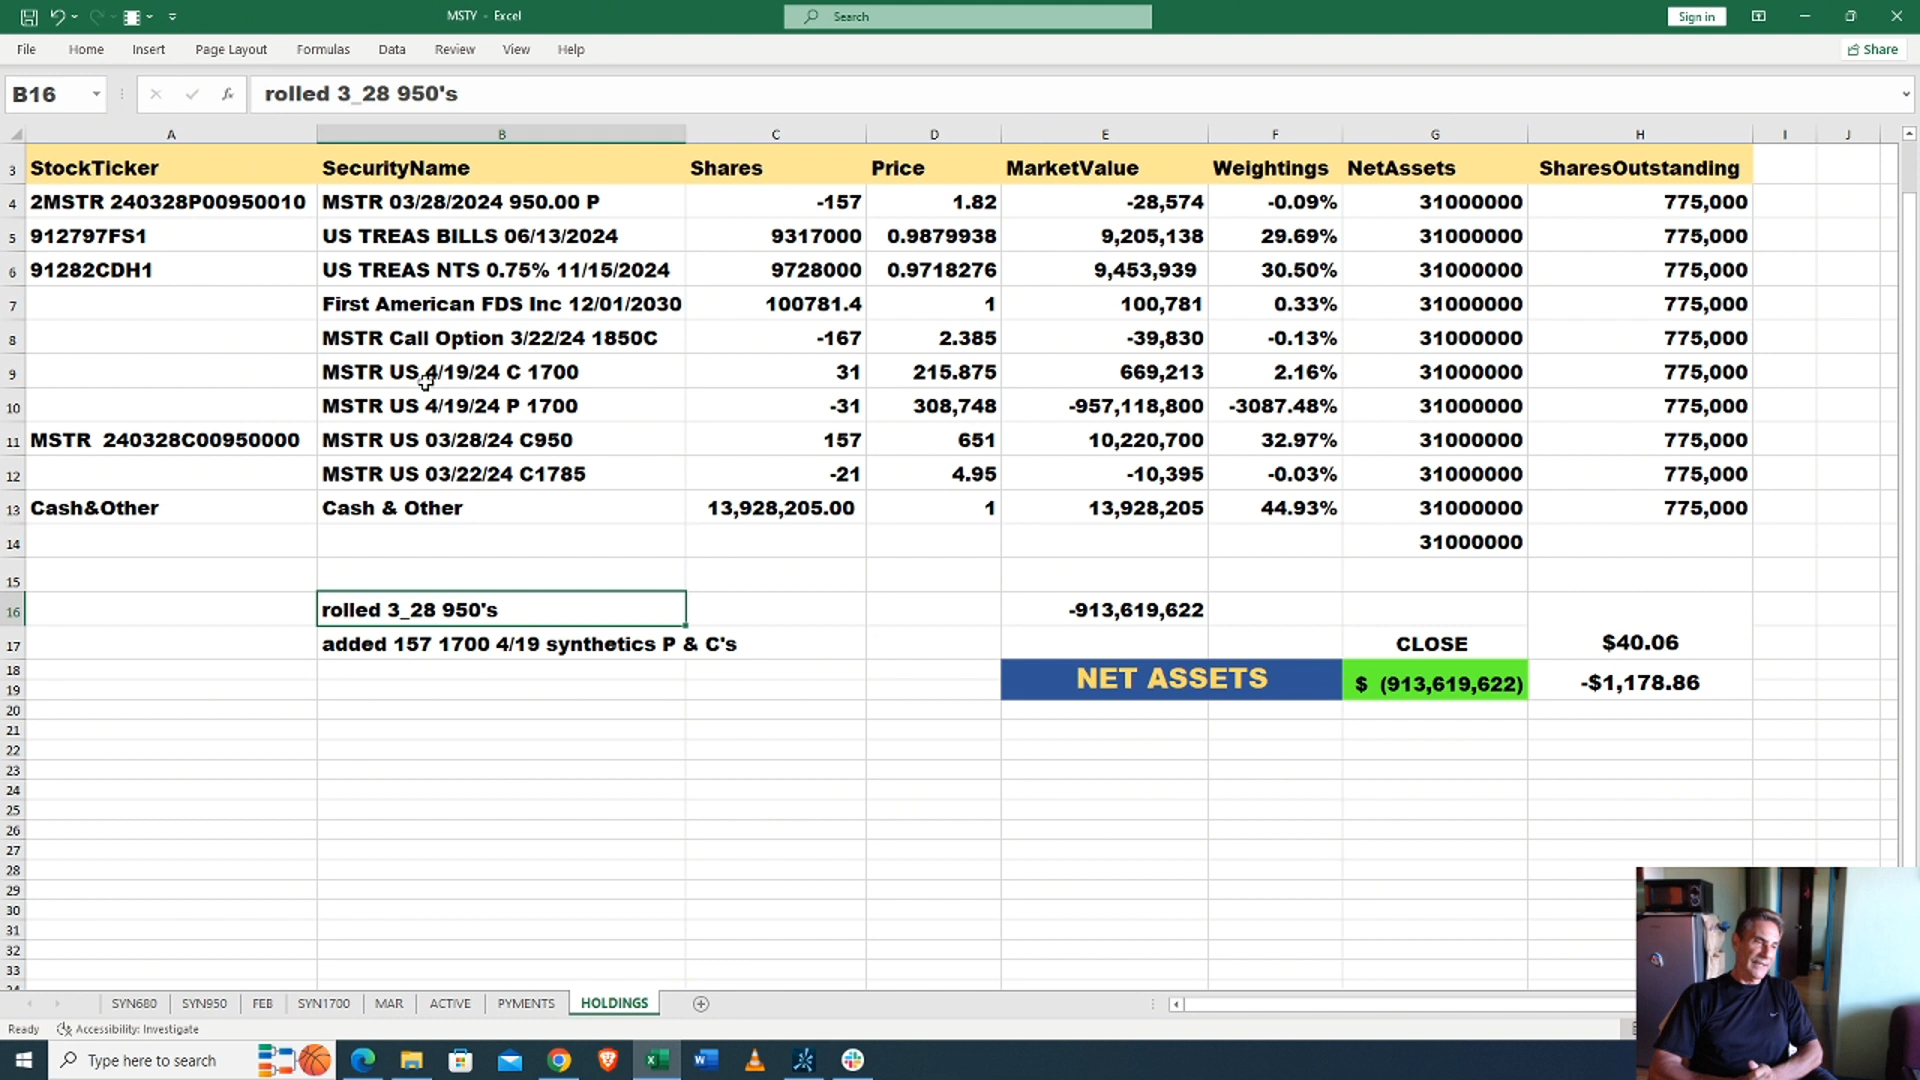 MSTY - Excel
Search
Sign in
File Home Insert Page Layout Formulas Data Review View Help
Share
B16 fx rolled 3_28 950's
A B C D E F G H I J
3 StockTicker SecurityName Shares Price MarketValue Weightings NetAssets SharesOutstanding
4 2MSTR 240328P00950010 MSTR 03/28/2024 950.00 P -157 1.82 -28,574 -0.09% 31000000 775,000
5 912797FS1 US TREAS BILLS 06/13/2024 9317000 0.9879938 9,205,138 29.69% 31000000 775,000
6 91282CDH1 US TREAS NTS 0.75% 11/15/2024 9728000 0.9718276 9,453,939 30.50% 31000000 775,000
7 First American FDS Inc 12/01/2030 100781.4 1 100,781 0.33% 31000000 775,000
8 MSTR Call Option 3/22/24 1850C -167 2.385 -39,830 -0.13% 31000000 775,000
9 MSTR US 4/19/24 C 1700 31 215.875 669,213 2.16% 31000000 775,000
10 MSTR US 4/19/24 P 1700 -31 308,748 -957,118,800 -3087.48% 31000000 775,000
11 MSTR 240328C00950000 MSTR US 03/28/24 C950 157 651 10,220,700 32.97% 31000000 775,000
12 MSTR US 03/22/24 C1785 -21 4.95 -10,395 -0.03% 31000000 775,000
13 Cash&Other Cash & Other 13,928,205.00 1 13,928,205 44.93% 31000000 775,000
14 31000000
15
16 rolled 3_28 950's -913,619,622
17 added 157 1700 4/19 synthetics P & C's CLOSE $40.06
18
19 NET ASSETS $ (913,619,622) -$1,178.86
20
21
22
23
24
25
26
27
28
29
30
31
32
33
SYN680 SYN950 FEB SYN1700 MAR ACTIVE PYMENTS HOLDINGS
Ready Accessibility: Investigate
Type here to search